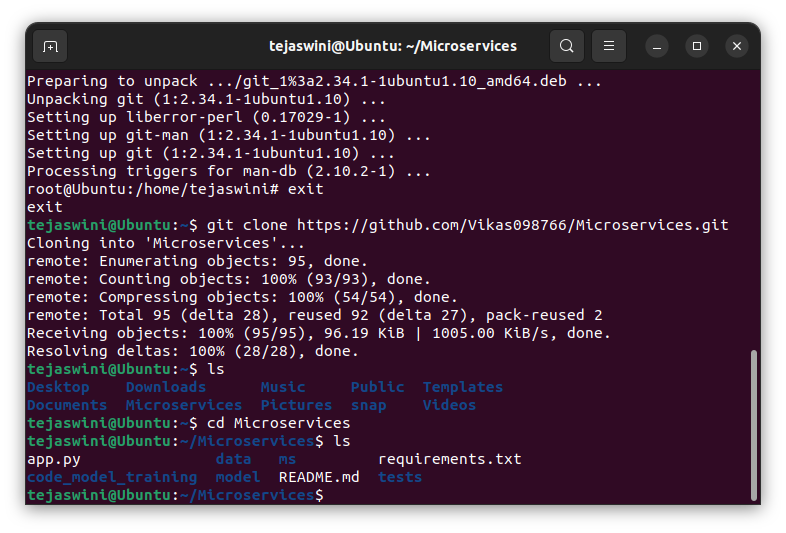 tejaswini@Ubuntu: ~/Microservices
Preparing to unpack .../git_1%3a2.34.1-1ubuntu1.10_amd64.deb ...
Unpacking git (1:2.34.1-1ubuntu1.10) ...
Setting up liberror-perl (0.17029-1) ...
Setting up git-man (1:2.34.1-1ubuntu1.10) ...
Setting up git (1:2.34.1-1ubuntu1.10) ...
Processing triggers for man-db (2.10.2-1) ...
root@Ubuntu:/home/tejaswini# exit
exit
tejaswini@Ubuntu:~$ git clone https://github.com/Vikas098766/Microservices.git
Cloning into 'Microservices'...
remote: Enumerating objects: 95, done.
remote: Counting objects: 100% (93/93), done.
remote: Compressing objects: 100% (54/54), done.
remote: Total 95 (delta 28), reused 92 (delta 27), pack-reused 2
Receiving objects: 100% (95/95), 96.19 KiB | 1005.00 KiB/s, done.
Resolving deltas: 100% (28/28), done.
tejaswini@Ubuntu:~$ ls
Desktop    Downloads      Music     Public  Templates
Documents  Microservices  Pictures  snap    Videos
tejaswini@Ubuntu:~$ cd Microservices
tejaswini@Ubuntu:~/Microservices$ ls
app.py               data   ms         requirements.txt
code_model_training  model  README.md  tests
tejaswini@Ubuntu:~/Microservices$